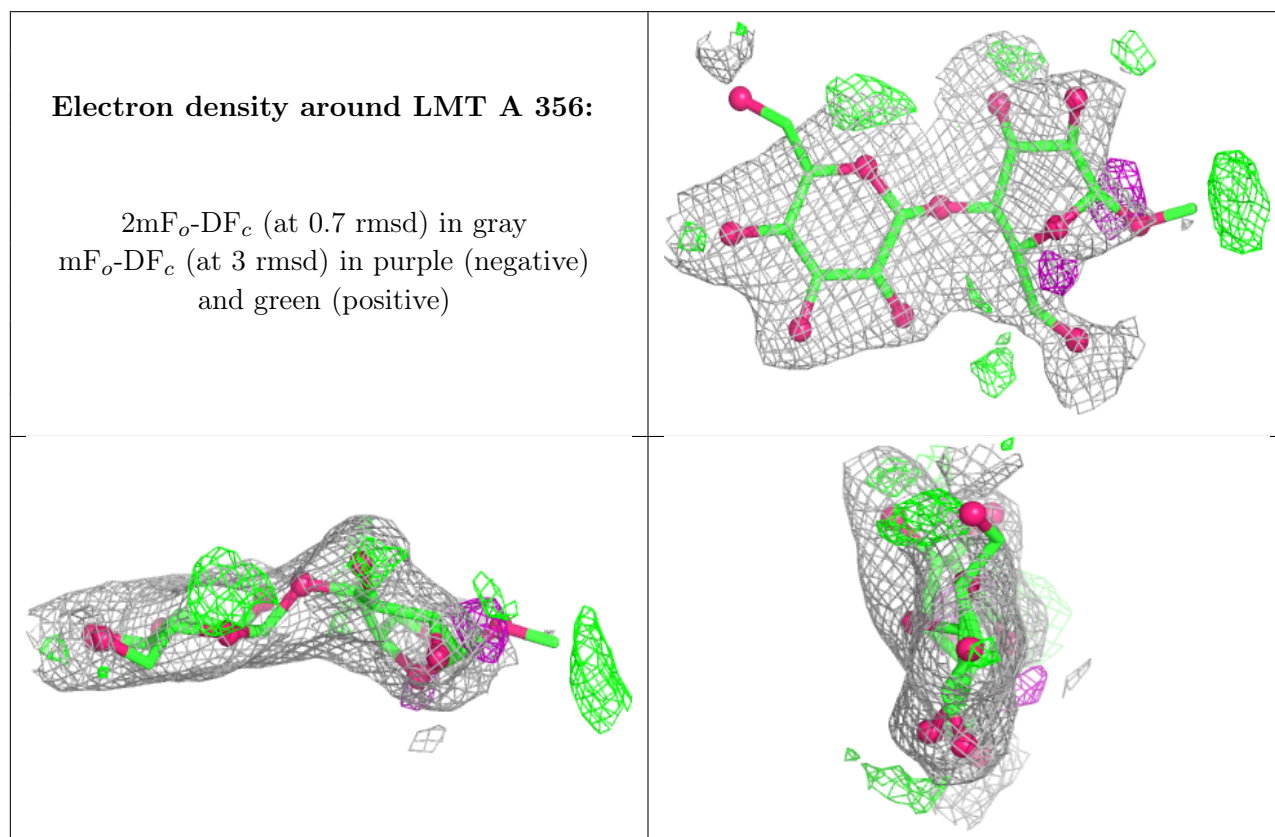 Electron density around LMT A 356:
2mFₒ-DF𝒸 (at 0.7 rmsd) in gray
mFₒ-DF𝒸 (at 3 rmsd) in purple (negative)
and green (positive)